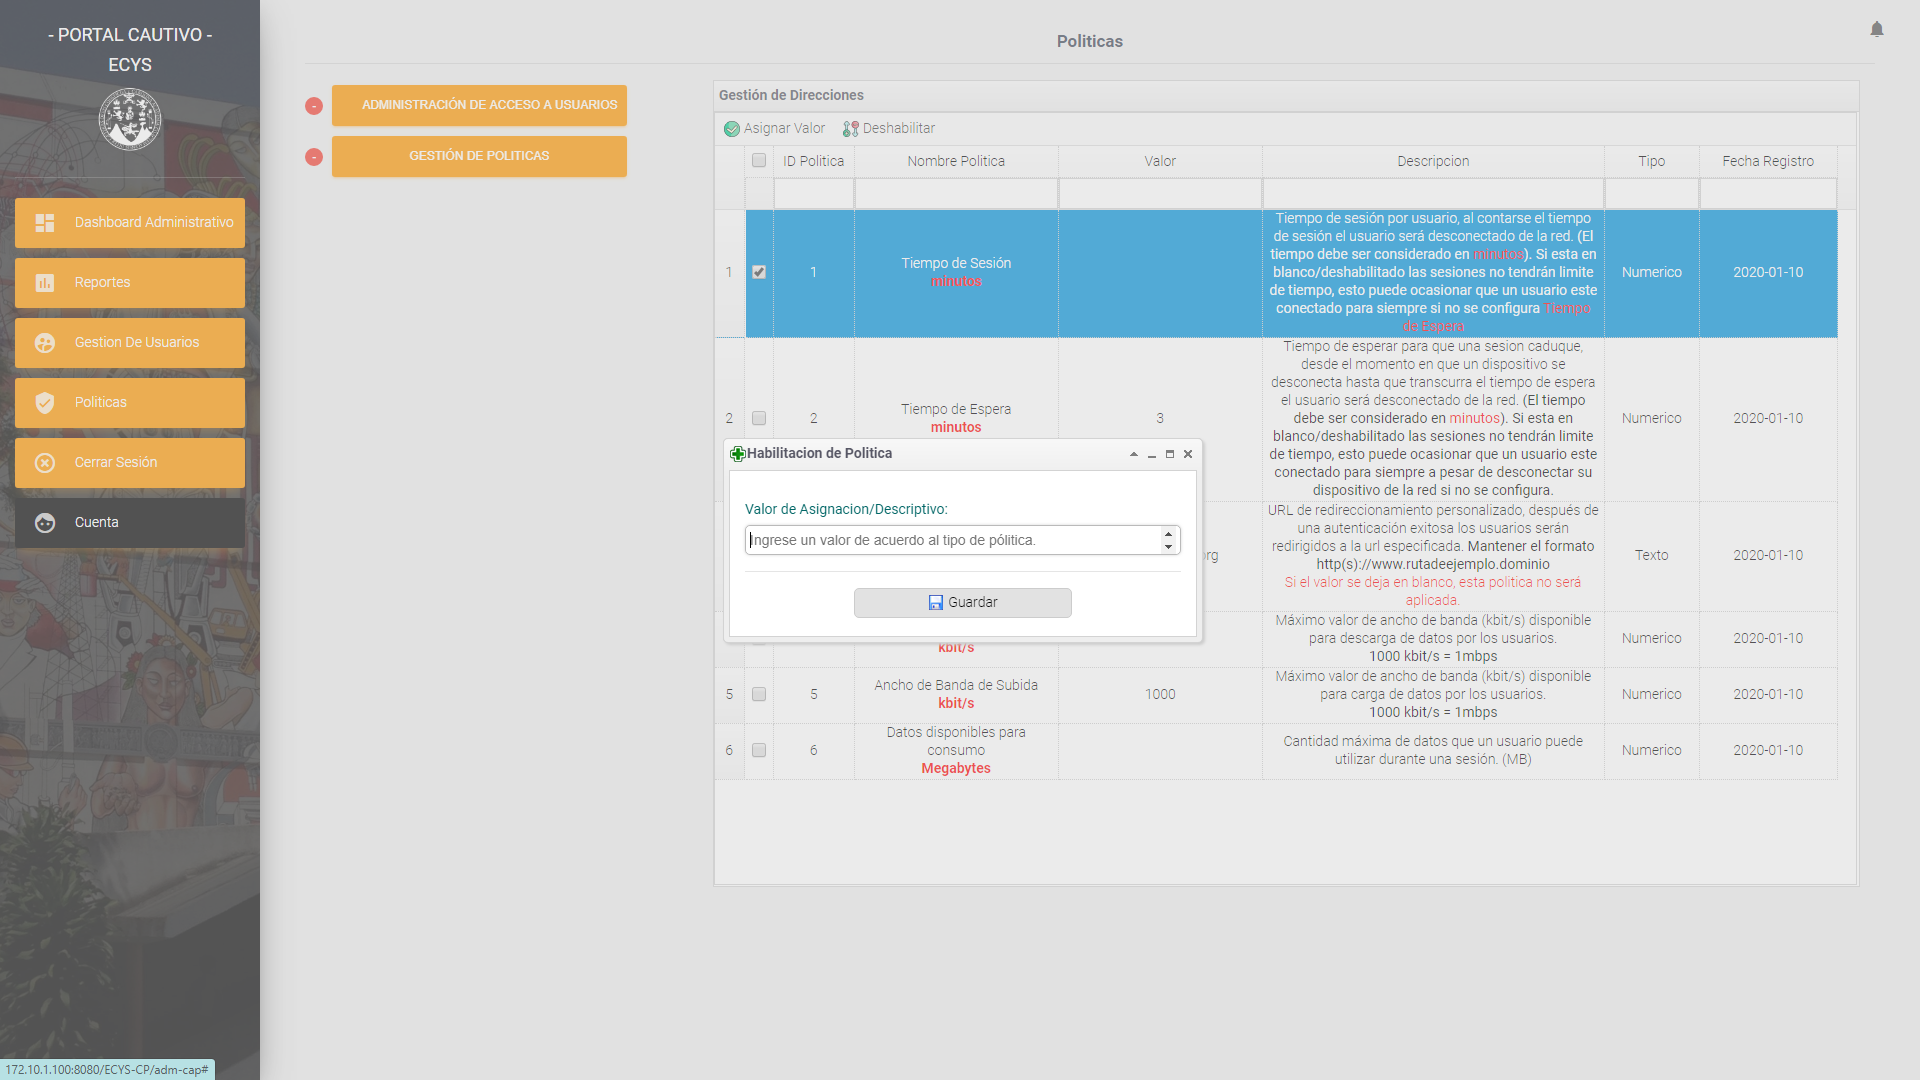 - PORTAL CAUTIVO -
ECYS
Dashboard Administrativo
Reportes
Gestion De Usuarios
Politicas
Cerrar Sesión
Cuenta
172.10.1.100:8080/ECYS-CP/adm-cap#
Politicas
- ADMINISTRACIÓN DE ACCESO A USUARIOS
- GESTIÓN DE POLITICAS
Gestión de Direcciones
Asignar Valor Deshabilitar
ID Politica Nombre Politica Valor Descripcion Tipo Fecha Registro
1 1 Tiempo de Sesión
minutos
Tiempo de sesión por usuario, al contarse el tiempo
de sesión el usuario será desconectado de la red. (El
tiempo debe ser considerado en minutos). Si esta en
blanco/deshabilitado las sesiones no tendrán limite
de tiempo, esto puede ocasionar que un usuario este
conectado para siempre si no se configura Tiempo
de Espera
Numerico 2020-01-10
2 2 Tiempo de Espera
minutos
3
Tiempo de esperar para que una sesion caduque,
desde el momento en que un dispositivo se
desconecta hasta que transcurra el tiempo de espera
el usuario será desconectado de la red. (El tiempo
debe ser considerado en minutos). Si esta en
blanco/deshabilitado las sesiones no tendrán limite
de tiempo, esto puede ocasionar que un usuario este
conectado para siempre a pesar de desconectar su
dispositivo de la red si no se configura.
Numerico 2020-01-10
Habilitacion de Politica
Valor de Asignacion/Descriptivo:
Ingrese un valor de acuerdo al tipo de pólitica.
Guardar
rg
URL de redireccionamiento personalizado, después de
una autenticación exitosa los usuarios serán
redirigidos a la url especificada. Mantener el formato
http(s)://www.rutadeejemplo.dominio
Si el valor se deja en blanco, esta politica no será
aplicada.
Texto 2020-01-10
kbit/s
Máximo valor de ancho de banda (kbit/s) disponible
para descarga de datos por los usuarios.
1000 kbit/s = 1mbps
Numerico 2020-01-10
5 5 Ancho de Banda de Subida
kbit/s
1000
Máximo valor de ancho de banda (kbit/s) disponible
para carga de datos por los usuarios.
1000 kbit/s = 1mbps
Numerico 2020-01-10
6 6 Datos disponibles para
consumo
Megabytes
Cantidad máxima de datos que un usuario puede
utilizar durante una sesión. (MB)
Numerico 2020-01-10